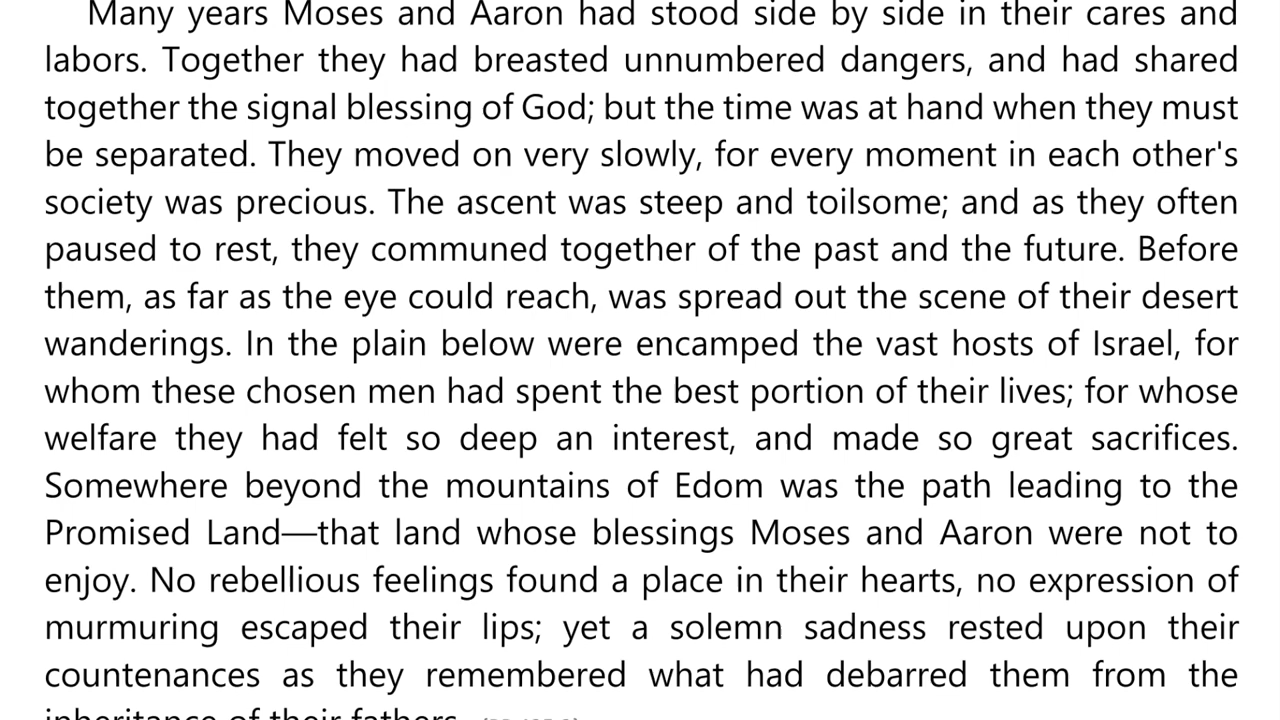 Many years Moses and Aaron had stood side by side in their cares and
labors. Together they had breasted unnumbered dangers, and had shared
together the signal blessing of God; but the time was at hand when they must
be separated. They moved on very slowly, for every moment in each other's
society was precious. The ascent was steep and toilsome; and as they often
paused to rest, they communed together of the past and the future. Before
them, as far as the eye could reach, was spread out the scene of their desert
wanderings. In the plain below were encamped the vast hosts of Israel, for
whom these chosen men had spent the best portion of their lives; for whose
welfare they had felt so deep an interest, and made so great sacrifices.
Somewhere beyond the mountains of Edom was the path leading to the
Promised Land—that land whose blessings Moses and Aaron were not to
enjoy. No rebellious feelings found a place in their hearts, no expression of
murmuring escaped their lips; yet a solemn sadness rested upon their
countenances as they remembered what had debarred them from the
inheritance of their fathers.